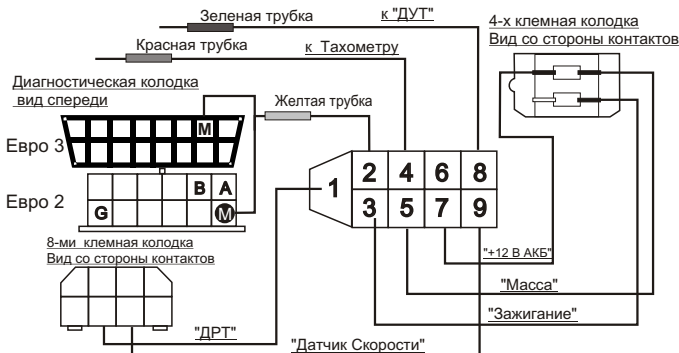 Зеленая трубка
к "ДУТ"
4-х клемная колодка
Вид со стороны контактов
Красная трубка
к Тахометру
Диагностическая колодка
вид спереди
Желтая трубка
М
Евро 3
2 4 6 8
1
3 5 7 9
В А
Евро 2
G М
8-ми клемная колодка
Вид со стороны контактов
"+12 В АКБ"
"Масса"
"Зажигание"
"ДРТ"
"Датчик Скорости"